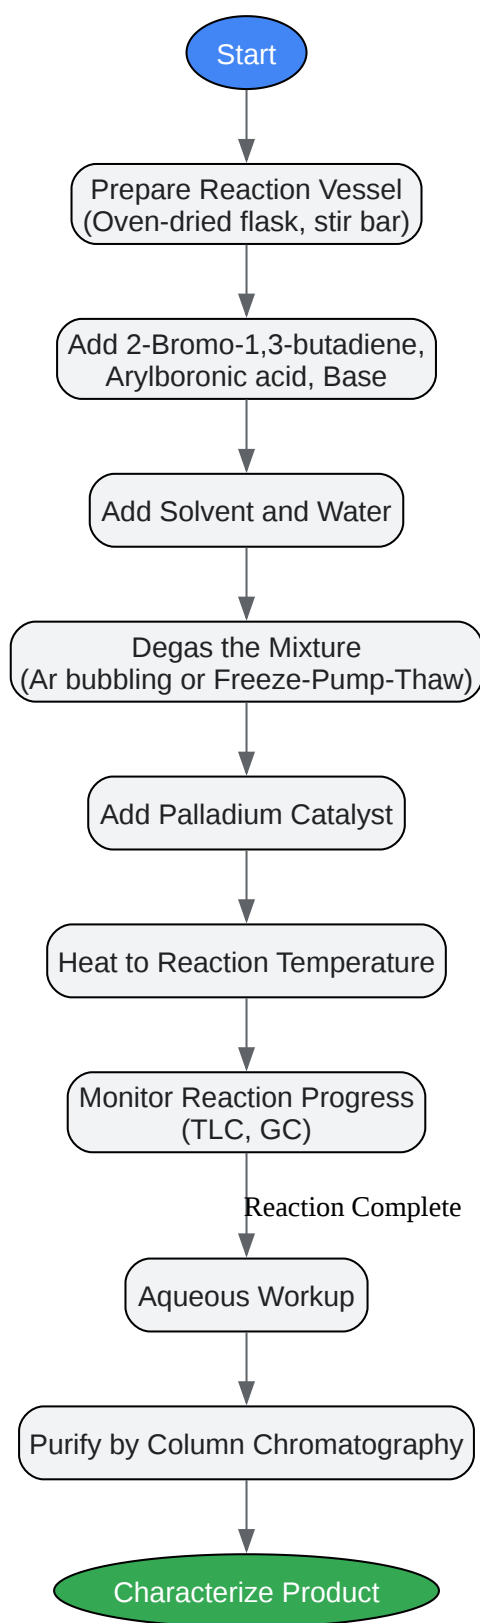 Start
Prepare Reaction Vessel
(Oven-dried flask, stir bar)
Add 2-Bromo-1,3-butadiene,
Arylboronic acid, Base
Add Solvent and Water
Degas the Mixture
(Ar bubbling or Freeze-Pump-Thaw)
Add Palladium Catalyst
Heat to Reaction Temperature
Monitor Reaction Progress
(TLC, GC)
Reaction Complete
Aqueous Workup
Purify by Column Chromatography
Characterize Product